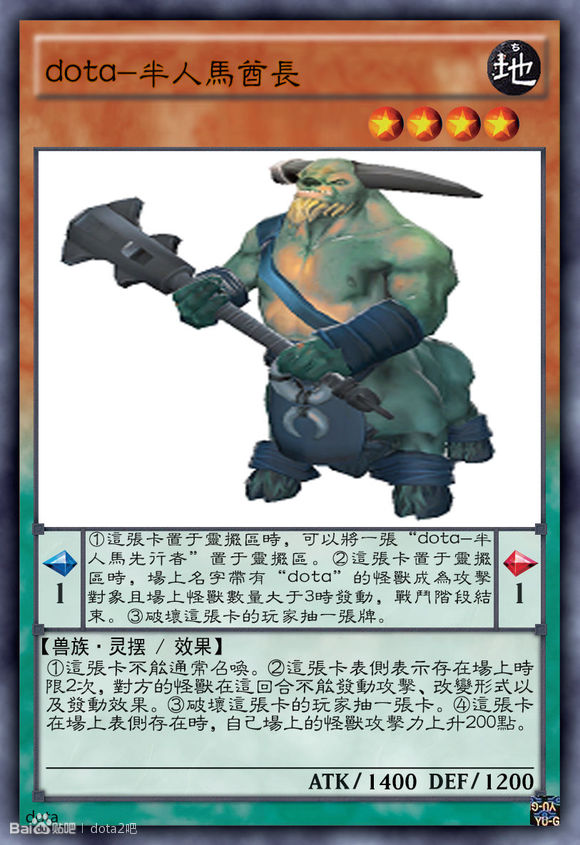 dota-半人馬酋長
ち
地
①這張卡置于靈擺區時，可以將一張“dota-半
人馬先行者”置于靈擺區。②這張卡置于靈擺
區時，場上名字帶有“dota”的怪獸成為攻擊
對象且場上怪獸數量大于3時發動，戰鬥階段結
束。③破壞這張卡的玩家抽一張牌。
1
1
【兽族·灵摆 / 效果】
①這張卡不能通常召喚。②這張卡表側表示存在場上時
限2次，對方的怪獸在這回合不能發動攻擊、改變形式以
及發動效果。③破壞這張卡的玩家抽一張卡。④這張卡
在場上表側存在時，自己場上的怪獸攻擊力上升200點。
ATK/1400 DEF/1200
dota
Bai贴吧 | dota2吧
YU-G
YU-G